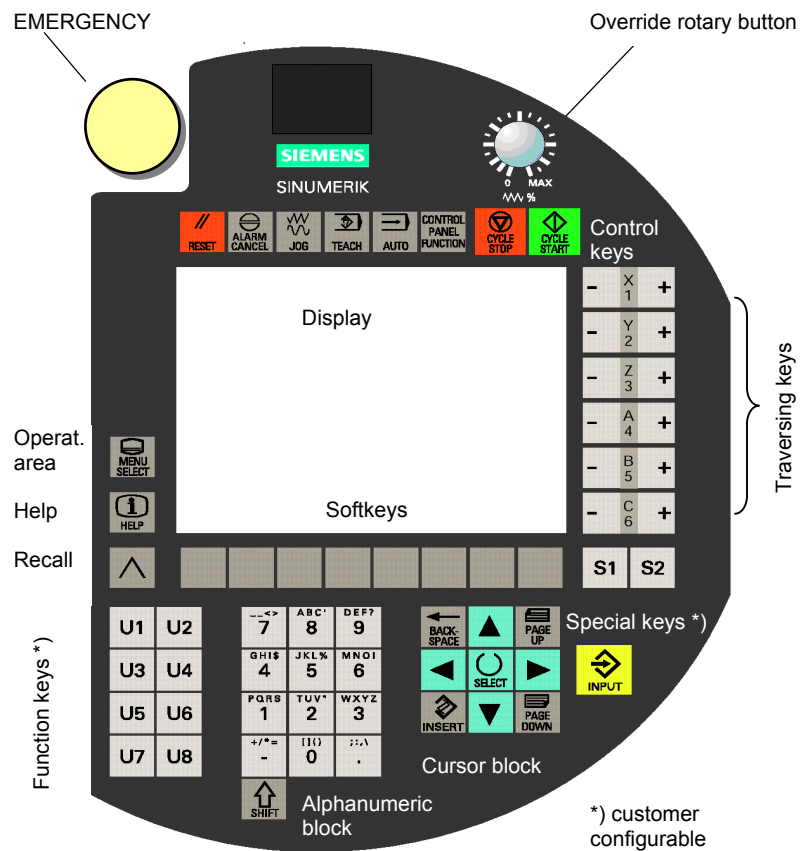 EMERGENCY
Override rotary button
SIEMENS
SINUMERIK
0 MAX
%
RESET
ALARM
CANCEL
JOG
TEACH
AUTO
CONTROL
PANEL
FUNCTION
CYCLE
STOP
CYCLE
START
Control
keys
Display
- X +
1
- Y +
2
- Z +
3
- A +
4
- B +
5
- C +
6
Traversing keys
Operat.
area
MENU
SELECT
Help
HELP
Softkeys
Recall
S1 S2
Function keys *)
U1 U2
U3 U4
U5 U6
U7 U8
__<> ABC' DEF?
7 8 9
GHI$ JKL% MNO!
4 5 6
PQRS TUV" WXYZ
1 2 3
+/*= []() ;:,\
- 0 .
SHIFT
Alphanumeric
block
BACK-
SPACE
PAGE
UP
SELECT
INSERT
PAGE
DOWN
Special keys *)
INPUT
Cursor block
*) customer
configurable